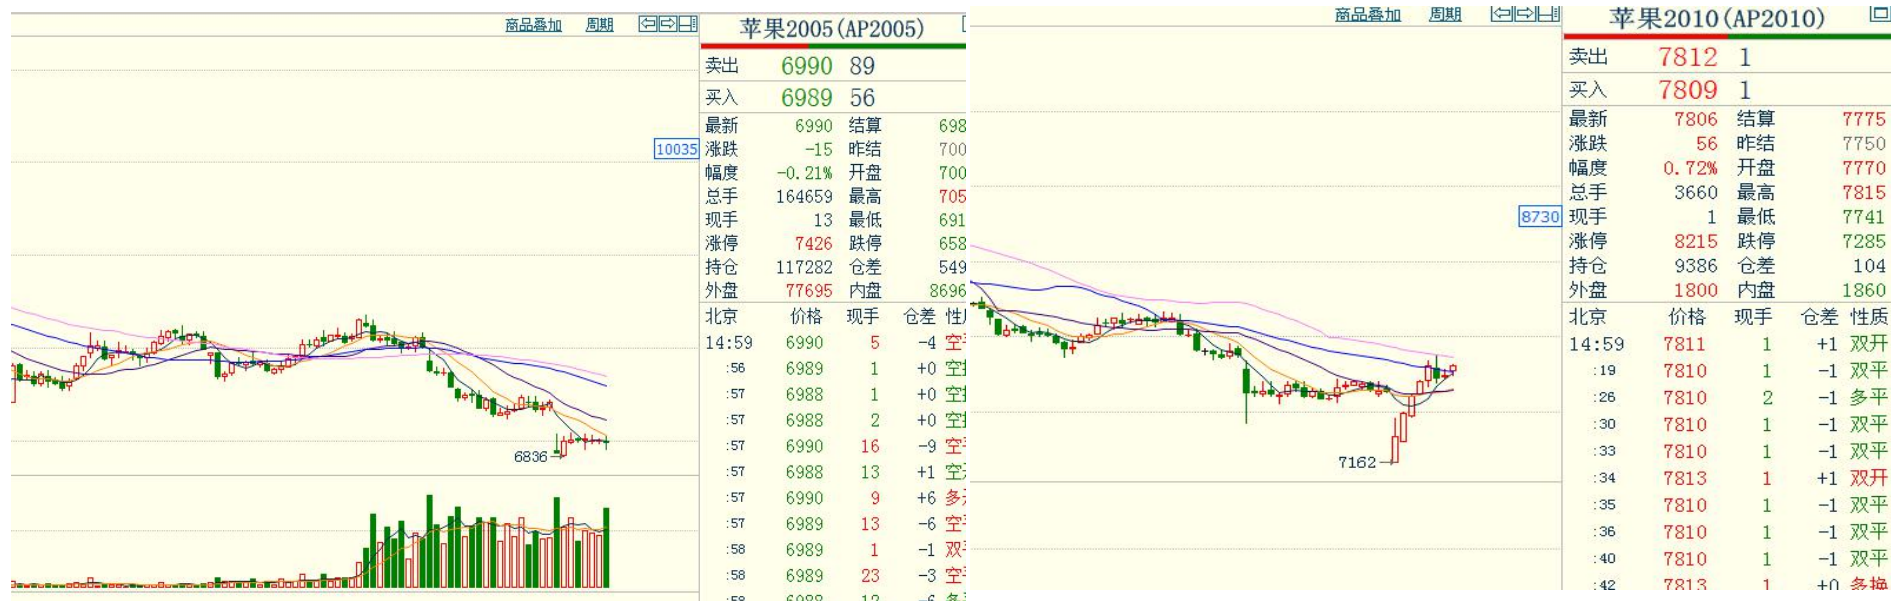 商品叠加 周期
苹果2005(AP2005)
卖出 6990 89
买入 6989 56
最新 6990 结算 698
涨跌 -15 昨结 700
幅度 -0.21% 开盘 700
总手 164659 最高 705
现手 13 最低 691
涨停 7426 跌停 658
持仓 117282 仓差 549
外盘 77695 内盘 8696
北京 价格 现手 仓差
14:59 6990 5 -4 空
:56 6989 1 +0 空
:57 6988 1 +0 空
:57 6988 2 +0 空
:57 6990 16 -9 空
:57 6988 13 +1 空
:57 6990 9 +6 多
:57 6989 13 -6 空
:58 6989 1 -1 双
:58 6989 23 -3 空
:58 6988 12 -6 多
10035
6836
商品叠加 周期
苹果2010(AP2010)
卖出 7812 1
买入 7809 1
最新 7806 结算 7775
涨跌 56 昨结 7750
幅度 0.72% 开盘 7770
总手 3660 最高 7815
现手 1 最低 7741
涨停 8215 跌停 7285
持仓 9386 仓差 104
外盘 1800 内盘 1860
北京 价格 现手 仓差 性质
14:59 7811 1 +1 双开
:19 7810 1 -1 双平
:26 7810 2 -1 多平
:30 7810 1 -1 双平
:33 7810 1 -1 双平
:34 7813 1 +1 双开
:35 7810 1 -1 双平
:36 7810 1 -1 双平
:40 7810 1 -1 双平
:42 7813 1 +0 多换
8730
7162